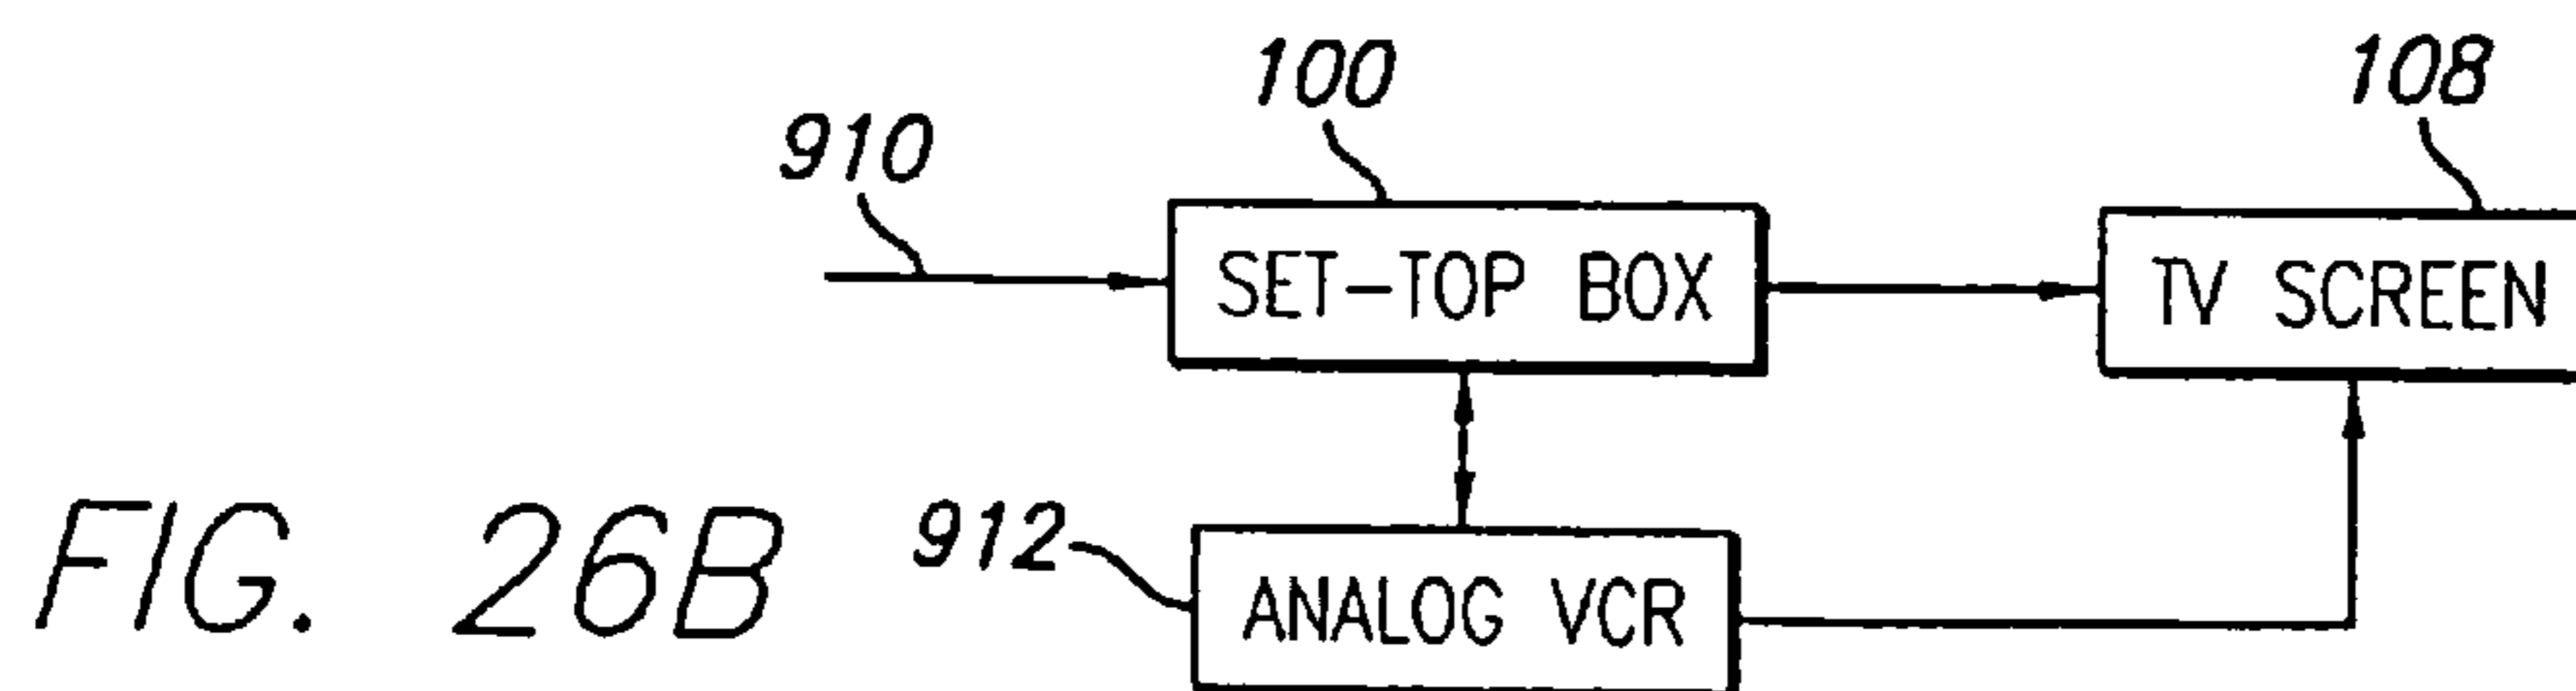 100
108
910
SET-TOP BOX
TV SCREEN
912
ANALOG VCR
FIG. 26B